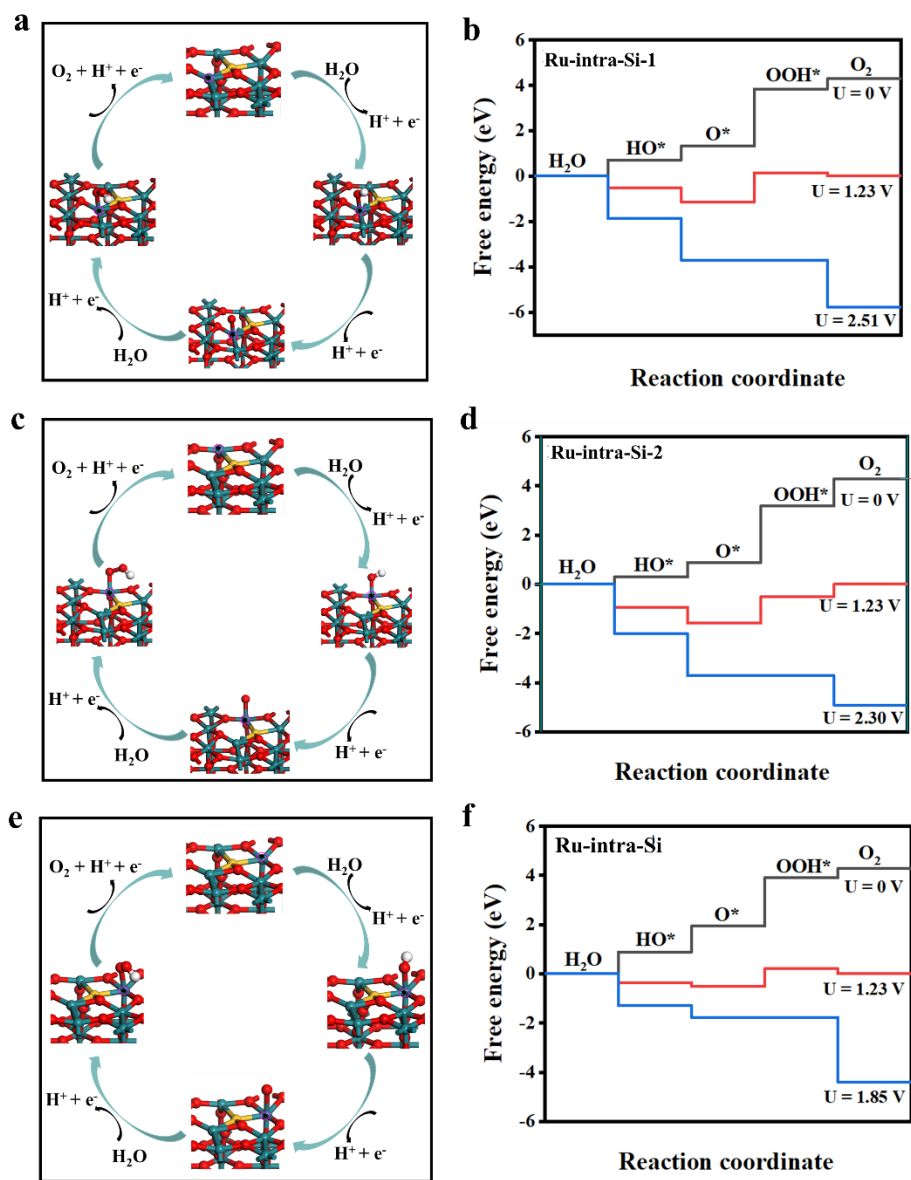 a
O₂ + H⁺ + e⁻
H₂O
H⁺ + e⁻
H⁺ + e⁻
H₂O
H⁺ + e⁻
b
Ru-intra-Si-1
Free energy (eV)
6
4
2
0
-2
-4
-6
H₂O
HO*
O*
OOH*
O₂
U = 0 V
U = 1.23 V
U = 2.51 V
Reaction coordinate
c
O₂ + H⁺ + e⁻
H₂O
H⁺ + e⁻
H⁺ + e⁻
H₂O
H⁺ + e⁻
d
Ru-intra-Si-2
Free energy (eV)
6
4
2
0
-2
-4
-6
H₂O
HO*
O*
OOH*
O₂
U = 0 V
U = 1.23 V
U = 2.30 V
Reaction coordinate
e
O₂ + H⁺ + e⁻
H₂O
H⁺ + e⁻
H⁺ + e⁻
H₂O
H⁺ + e⁻
f
Ru-intra-Si
Free energy (eV)
6
4
2
0
-2
-4
-6
H₂O
HO*
O*
OOH*
O₂
U = 0 V
U = 1.23 V
U = 1.85 V
Reaction coordinate